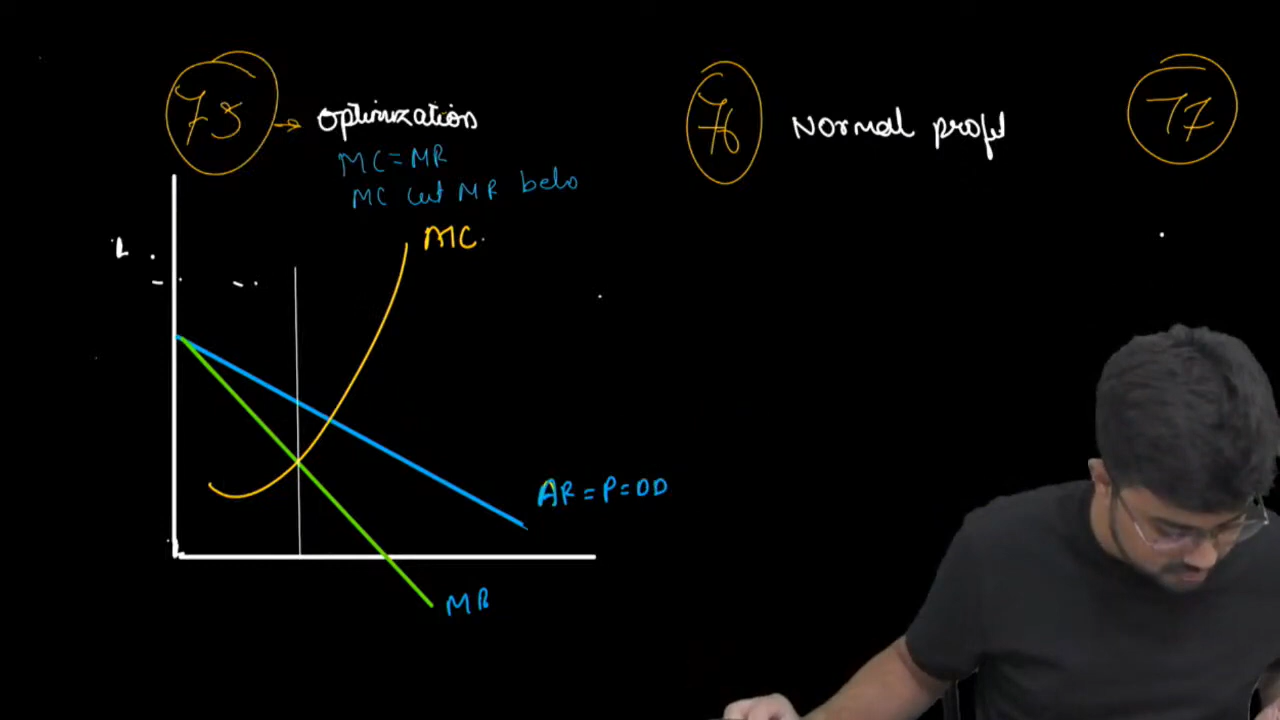 75 → optimization
MC = MR
MC cut MR belo
MC
AR = P = DD
MR
76 Normal profit
77